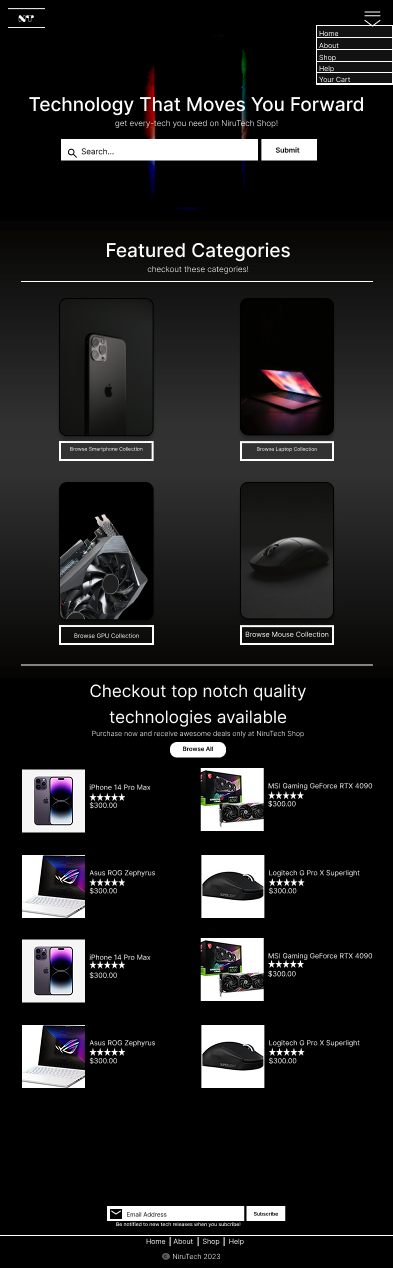 NT
Home
About
Shop
Help
Your Cart
Technology That Moves You Forward
get every-tech you need on NiruTech Shop!
Search...
Submit
Featured Categories
checkout these categories!
Browse Smartphone Collection
Browse Laptop Collection
Browse GPU Collection
Browse Mouse Collection
Checkout top notch quality
technologies available
Purchase now and receive awesome deals only at NiruTech Shop
Browse All
iPhone 14 Pro Max
★★★★★
$300.00
MSI Gaming GeForce RTX 4090
★★★★★
$300.00
Asus ROG Zephyrus
★★★★★
$300.00
Logitech G Pro X Superlight
★★★★★
$300.00
iPhone 14 Pro Max
★★★★★
$300.00
MSI Gaming GeForce RTX 4090
★★★★★
$300.00
Asus ROG Zephyrus
★★★★★
$300.00
Logitech G Pro X Superlight
★★★★★
$300.00
Email Address
Subscribe
Be notified to new tech releases when you subcribe!
Home | About | Shop | Help
© NiruTech 2023